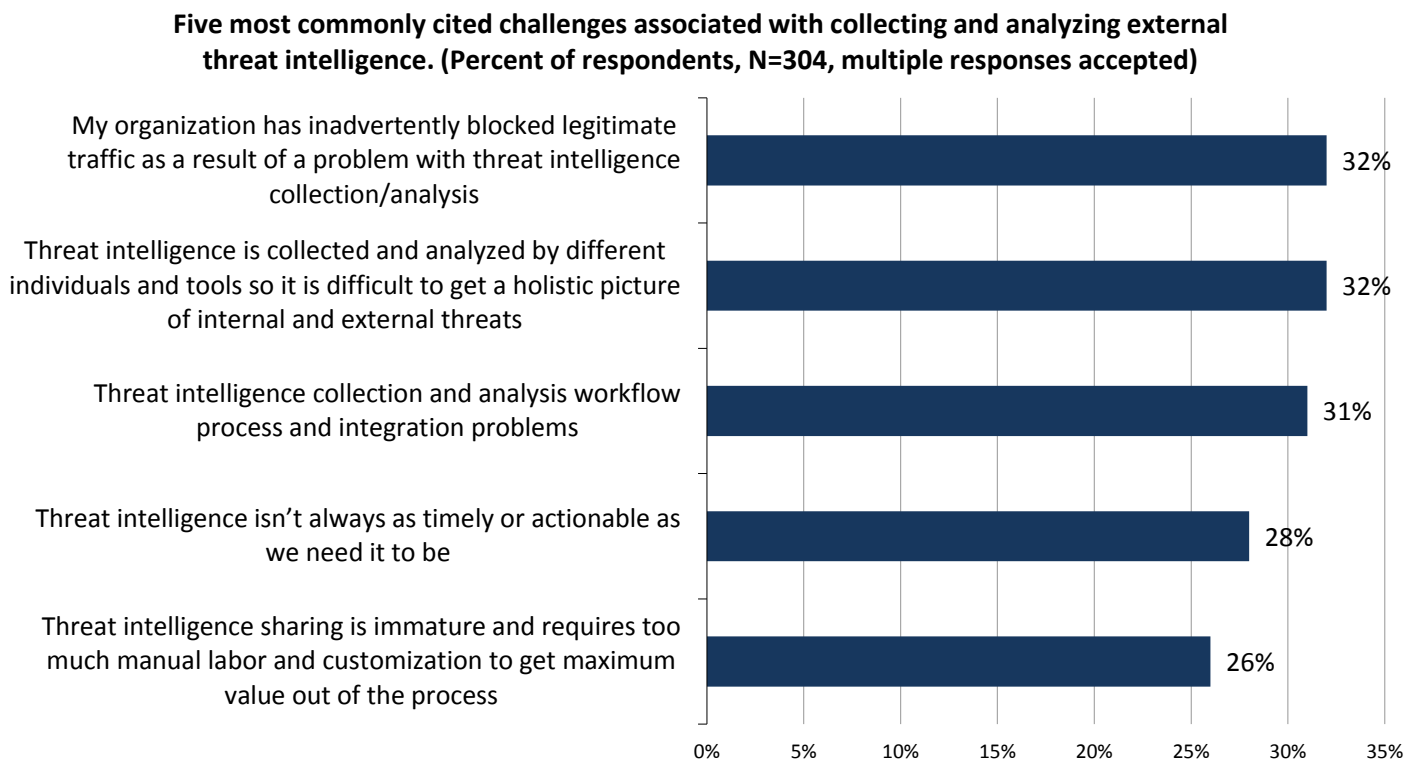 Five most commonly cited challenges associated with collecting and analyzing external
threat intelligence. (Percent of respondents, N=304, multiple responses accepted)
My organization has inadvertently blocked legitimate
traffic as a result of a problem with threat intelligence
collection/analysis
32%
Threat intelligence is collected and analyzed by different
individuals and tools so it is difficult to get a holistic picture
of internal and external threats
32%
Threat intelligence collection and analysis workflow
process and integration problems
31%
Threat intelligence isn’t always as timely or actionable as
we need it to be
28%
Threat intelligence sharing is immature and requires too
much manual labor and customization to get maximum
value out of the process
26%
0% 5% 10% 15% 20% 25% 30% 35%